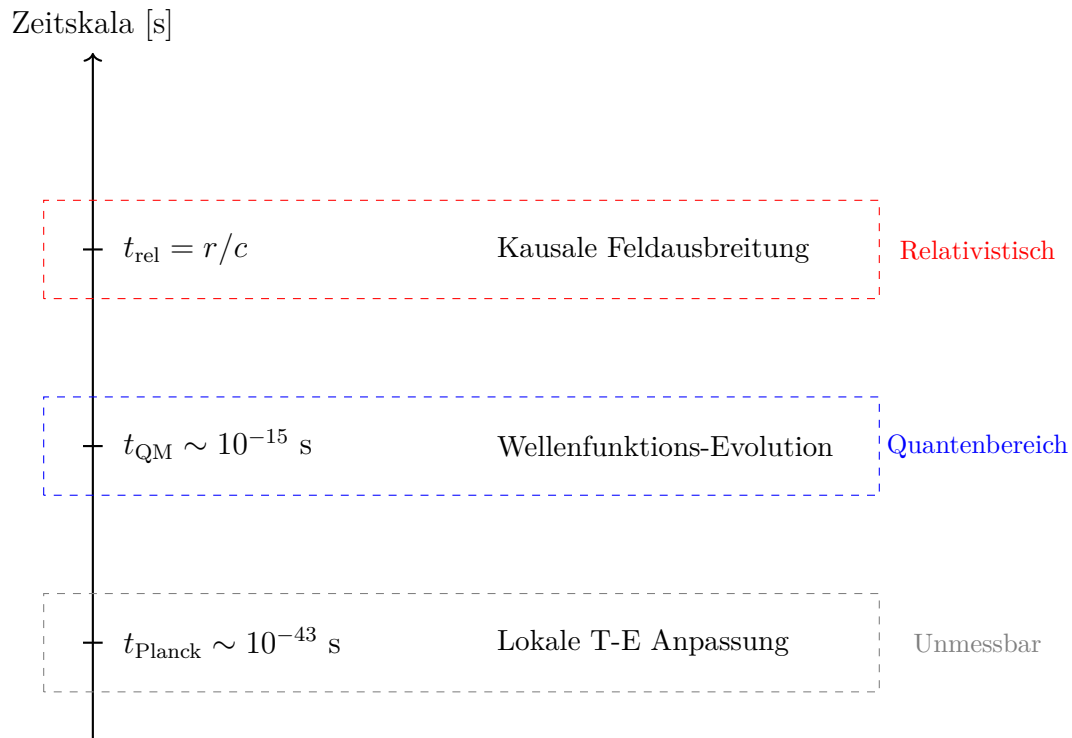 Zeitskala [s]
t_rel = r/c Kausale Feldausbreitung Relativistisch
t_QM ∼ 10^−15 s Wellenfunktions-Evolution Quantenbereich
t_Planck ∼ 10^−43 s Lokale T-E Anpassung Unmessbar